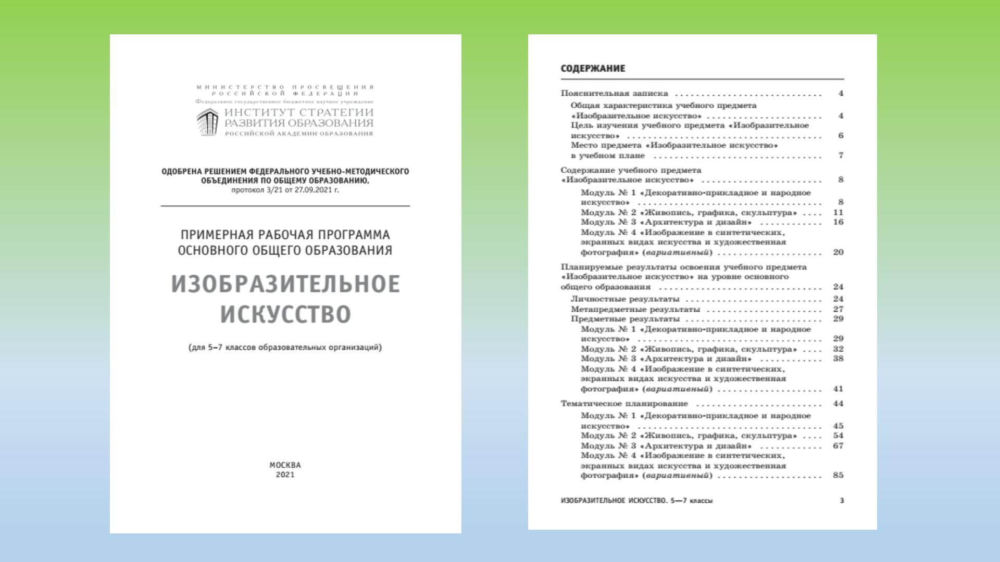 МИНИСТЕРСТВО ПРОСВЕЩЕНИЯ
РОССИЙСКОЙ ФЕДЕРАЦИИ
Федеральное государственное бюджетное научное учреждение
ИНСТИТУТ СТРАТЕГИИ
РАЗВИТИЯ ОБРАЗОВАНИЯ
РОССИЙСКОЙ АКАДЕМИИ ОБРАЗОВАНИЯ
ОДОБРЕНА РЕШЕНИЕМ ФЕДЕРАЛЬНОГО УЧЕБНО-МЕТОДИЧЕСКОГО
ОБЪЕДИНЕНИЯ ПО ОБЩЕМУ ОБРАЗОВАНИЮ,
протокол 3/21 от 27.09.2021 г.
ПРИМЕРНАЯ РАБОЧАЯ ПРОГРАММА
ОСНОВНОГО ОБЩЕГО ОБРАЗОВАНИЯ
ИЗОБРАЗИТЕЛЬНОЕ
ИСКУССТВО
(для 5–7 классов образовательных организаций)
МОСКВА
2021
СОДЕРЖАНИЕ
Пояснительная записка . . . . . . . . . . 4
Общая характеристика учебного предмета
«Изобразительное искусство» . . . . . . . . . . 4
Цель изучения учебного предмета «Изобразительное
искусство» . . . . . . . . . . 6
Место предмета «Изобразительное искусство»
в учебном плане . . . . . . . . . . 7
Содержание учебного предмета
«Изобразительное искусство» . . . . . . . . . . 8
Модуль № 1 «Декоративно-прикладное и народное
искусство» . . . . . . . . . . 8
Модуль № 2 «Живопись, графика, скульптура» . . . . 11
Модуль № 3 «Архитектура и дизайн» . . . . . . . . . . 16
Модуль № 4 «Изображение в синтетических,
экранных видах искусства и художественная
фотография» (вариативный) . . . . . . . . . . 20
Планируемые результаты освоения учебного предмета
«Изобразительное искусство» на уровне основного
общего образования . . . . . . . . . . 24
Личностные результаты . . . . . . . . . . 24
Метапредметные результаты . . . . . . . . . . 27
Предметные результаты . . . . . . . . . . 29
Модуль № 1 «Декоративно-прикладное и народное
искусство» . . . . . . . . . . 29
Модуль № 2 «Живопись, графика, скульптура» . . . . 32
Модуль № 3 «Архитектура и дизайн» . . . . . . . . . . 38
Модуль № 4 «Изображение в синтетических,
экранных видах искусства и художественная
фотография» (вариативный) . . . . . . . . . . 41
Тематическое планирование . . . . . . . . . . 44
Модуль № 1 «Декоративно-прикладное и народное
искусство» . . . . . . . . . . 45
Модуль № 2 «Живопись, графика, скульптура» . . . . 54
Модуль № 3 «Архитектура и дизайн» . . . . . . . . . . 67
Модуль № 4 «Изображение в синтетических,
экранных видах искусства и художественная
фотография» (вариативный) . . . . . . . . . . 85
ИЗОБРАЗИТЕЛЬНОЕ ИСКУССТВО. 5—7 классы 3